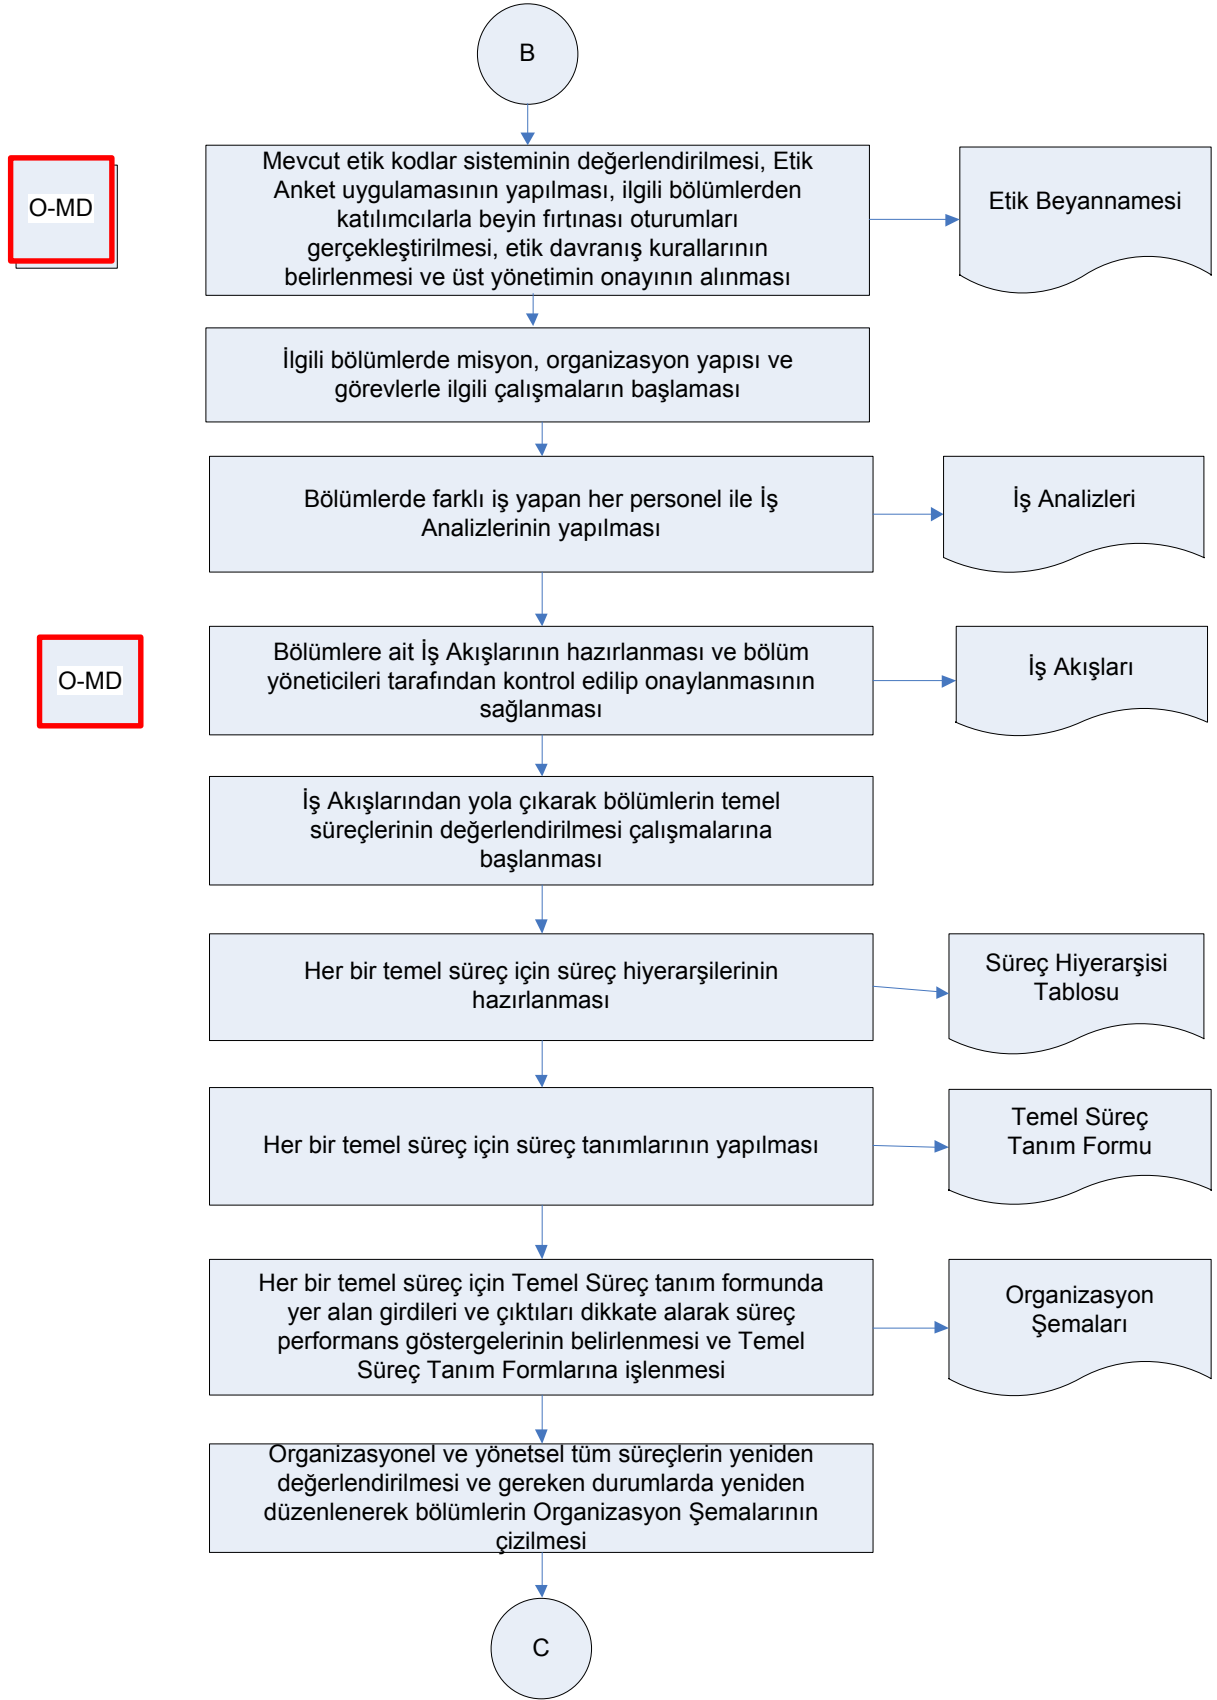 B
Mevcut etik kodlar sisteminin değerlendirilmesi, Etik
Anket uygulamasının yapılması, ilgili bölümlerden
katılımcılarla beyin fırtınası oturumları
gerçekleştirilmesi, etik davranış kurallarının
belirlenmesi ve üst yönetimin onayının alınması
O-MD
Etik Beyannamesi
İlgili bölümlerde misyon, organizasyon yapısı ve
görevlerle ilgili çalışmaların başlaması
Bölümlerde farklı iş yapan her personel ile İş
Analizlerinin yapılması
İş Analizleri
O-MD
Bölümlere ait İş Akışlarının hazırlanması ve bölüm
yöneticileri tarafından kontrol edilip onaylanmasının
sağlanması
İş Akışları
İş Akışlarından yola çıkarak bölümlerin temel
süreçlerinin değerlendirilmesi çalışmalarına
başlanması
Her bir temel süreç için süreç hiyerarşilerinin
hazırlanması
Süreç Hiyerarşisi
Tablosu
Her bir temel süreç için süreç tanımlarının yapılması
Temel Süreç
Tanım Formu
Her bir temel süreç için Temel Süreç tanım formunda
yer alan girdileri ve çıktıları dikkate alarak süreç
performans göstergelerinin belirlenmesi ve Temel
Süreç Tanım Formlarına işlenmesi
Organizasyon
Şemaları
Organizasyonel ve yönetsel tüm süreçlerin yeniden
değerlendirilmesi ve gereken durumlarda yeniden
düzenlenerek bölümlerin Organizasyon Şemalarının
çizilmesi
C